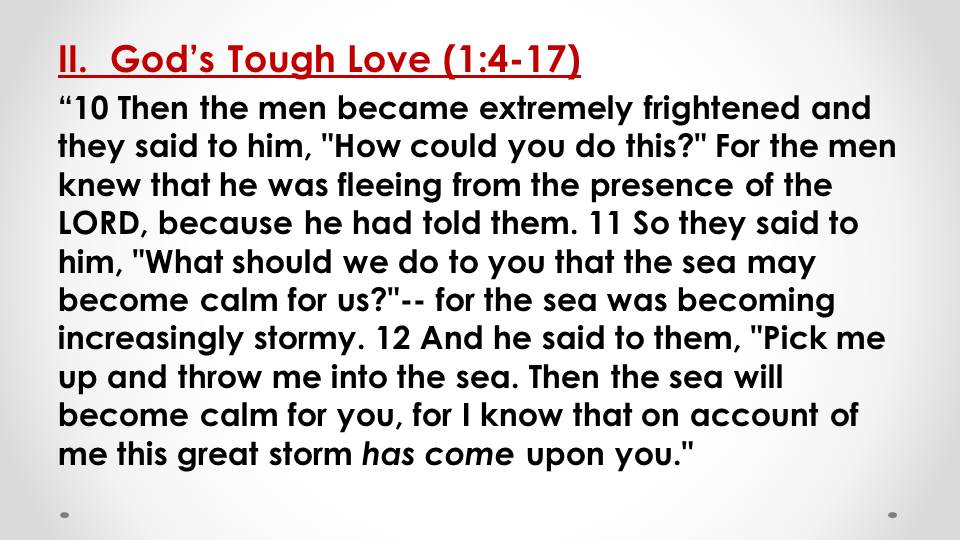 II.  God’s Tough Love (1:4-17)
“10 Then the men became extremely frightened and
they said to him, "How could you do this?" For the men
knew that he was fleeing from the presence of the
LORD, because he had told them. 11 So they said to
him, "What should we do to you that the sea may
become calm for us?"-- for the sea was becoming
increasingly stormy. 12 And he said to them, "Pick me
up and throw me into the sea. Then the sea will
become calm for you, for I know that on account of
me this great storm has come upon you."